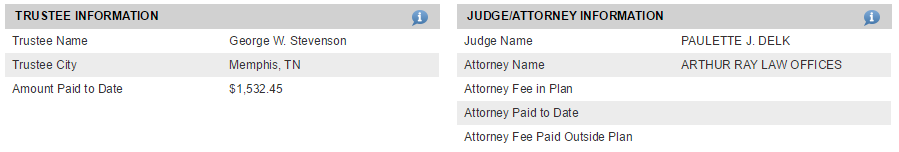 TRUSTEE INFORMATION
Trustee Name George W. Stevenson
Trustee City Memphis, TN
Amount Paid to Date $1,532.45
JUDGE/ATTORNEY INFORMATION
Judge Name PAULETTE J. DELK
Attorney Name ARTHUR RAY LAW OFFICES
Attorney Fee in Plan
Attorney Paid to Date
Attorney Fee Paid Outside Plan